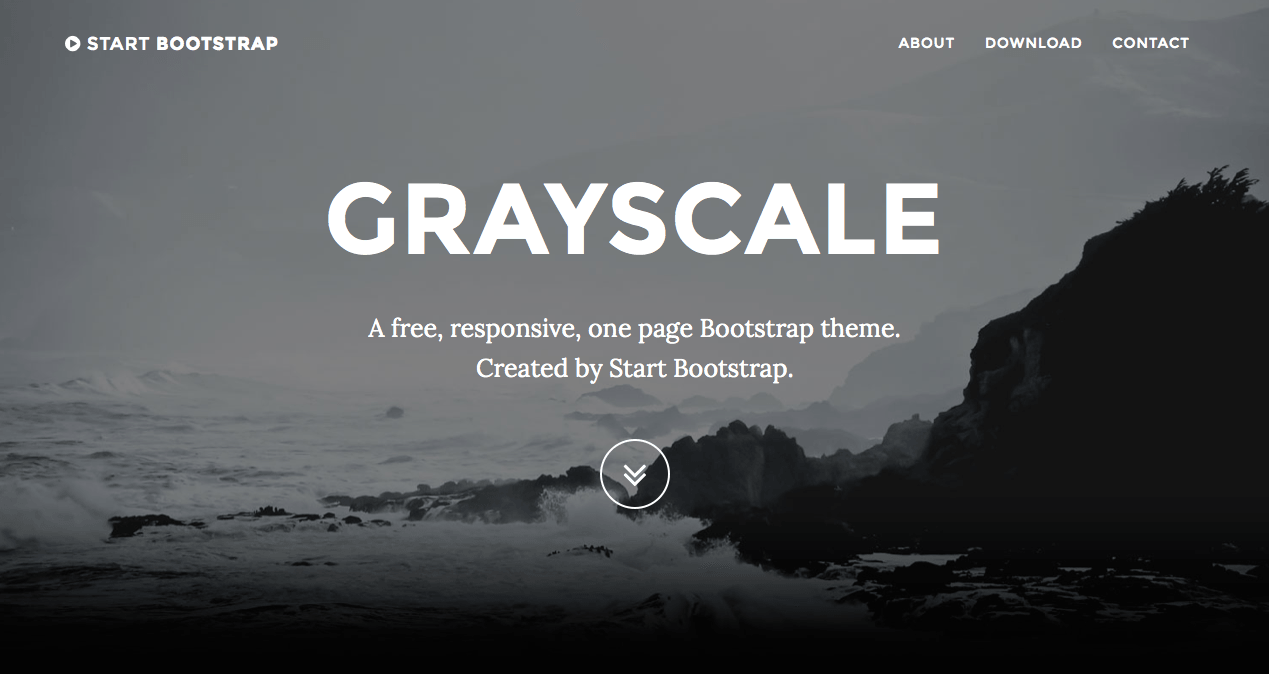 START BOOTSTRAP
ABOUT DOWNLOAD CONTACT
GRAYSCALE
A free, responsive, one page Bootstrap theme.
Created by Start Bootstrap.